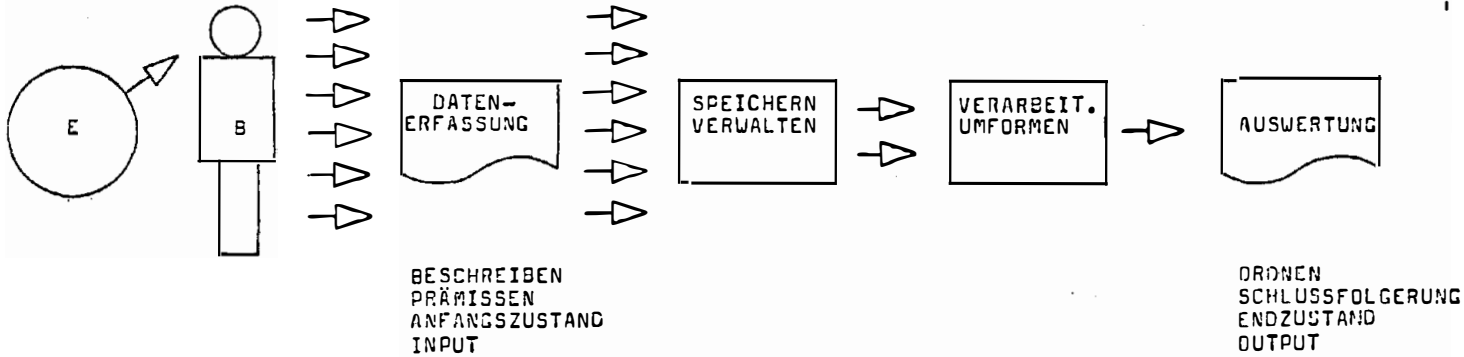 E
B
DATEN-
ERFASSUNG
SPEICHERN
VERWALTEN
VERARBEIT.
UMFORMEN
AUSWERTUNG
BESCHREIBEN
PRÄMISSEN
ANFANGSZUSTAND
INPUT
ORDNEN
SCHLUSSFOLGERUNG
ENDZUSTAND
OUTPUT